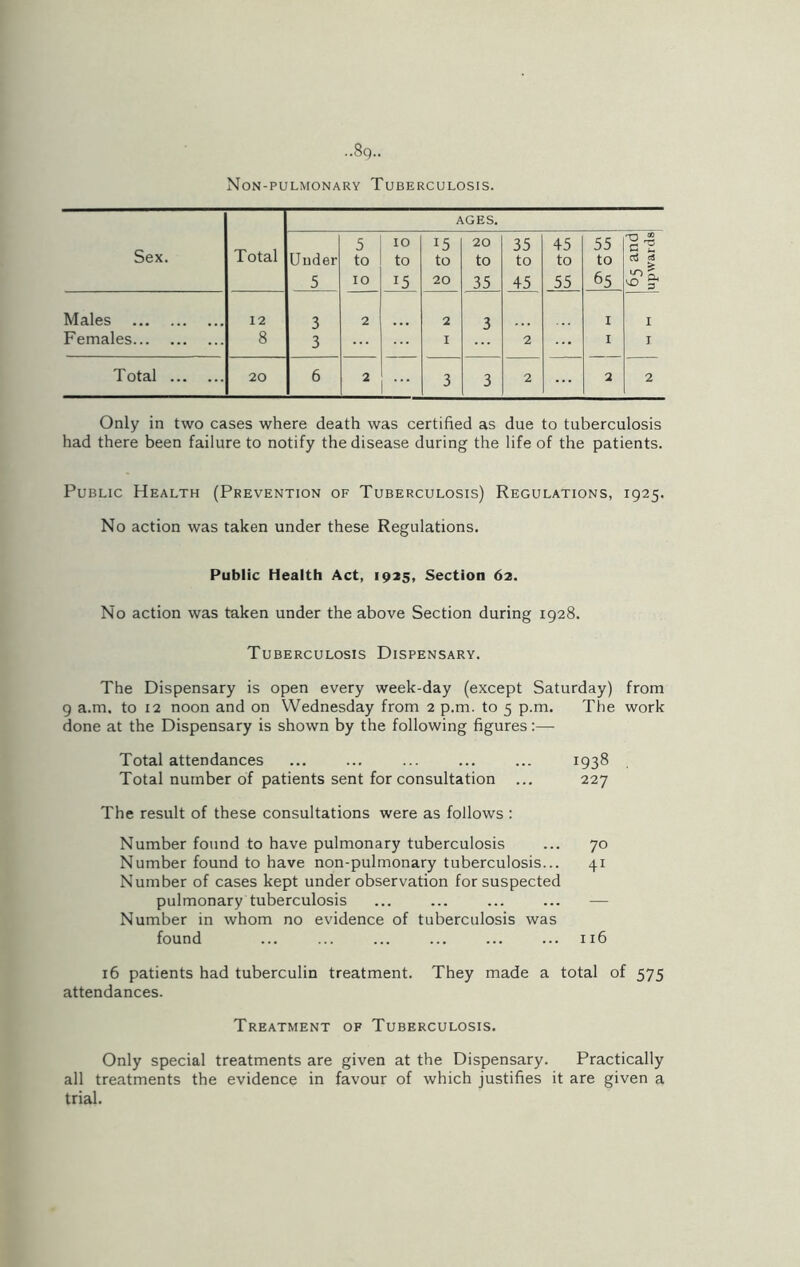 ..89..
NON-PULMONARY TUBERCULOSIS.
AGES.
Sex. Total Under 5 5 to 10 10 to 15 15 to 20 20 to 35 35 to 45 45 to 55 55 to 65 65 and upwards
Males ... ... ... 12 3 2 ... 2 3 ... ... 1 1
Females... ... ... 8 3 ... ... 1 ... 2 ... 1 1
Total ... ... 20 6 2 ... 3 3 2 ... 2 2
Only in two cases where death was certified as due to tuberculosis
had there been failure to notify the disease during the life of the patients.
PUBLIC HEALTH (PREVENTION OF TUBERCULOSIS) REGULATIONS, 1925.
No action was taken under these Regulations.
Public Health Act, 1925, Section 62.
No action was taken under the above Section during 1928.
TUBERCULOSIS DISPENSARY.
The Dispensary is open every week-day (except Saturday) from
9 a.m. to 12 noon and on Wednesday from 2 p.m. to 5 p.m. The work
done at the Dispensary is shown by the following figures:—
Total attendances ... ... ... ... ... 1938
Total number of patients sent for consultation ... 227
The result of these consultations were as follows :
Number found to have pulmonary tuberculosis ... 70
Number found to have non-pulmonary tuberculosis... 41
Number of cases kept under observation for suspected
pulmonary tuberculosis ... ... ... ... —
Number in whom no evidence of tuberculosis was
found ... ... ... ... ... ... 116
16 patients had tuberculin treatment. They made a total of 575
attendances.
TREATMENT OF TUBERCULOSIS.
Only special treatments are given at the Dispensary. Practically
all treatments the evidence in favour of which justifies it are given a
trial.